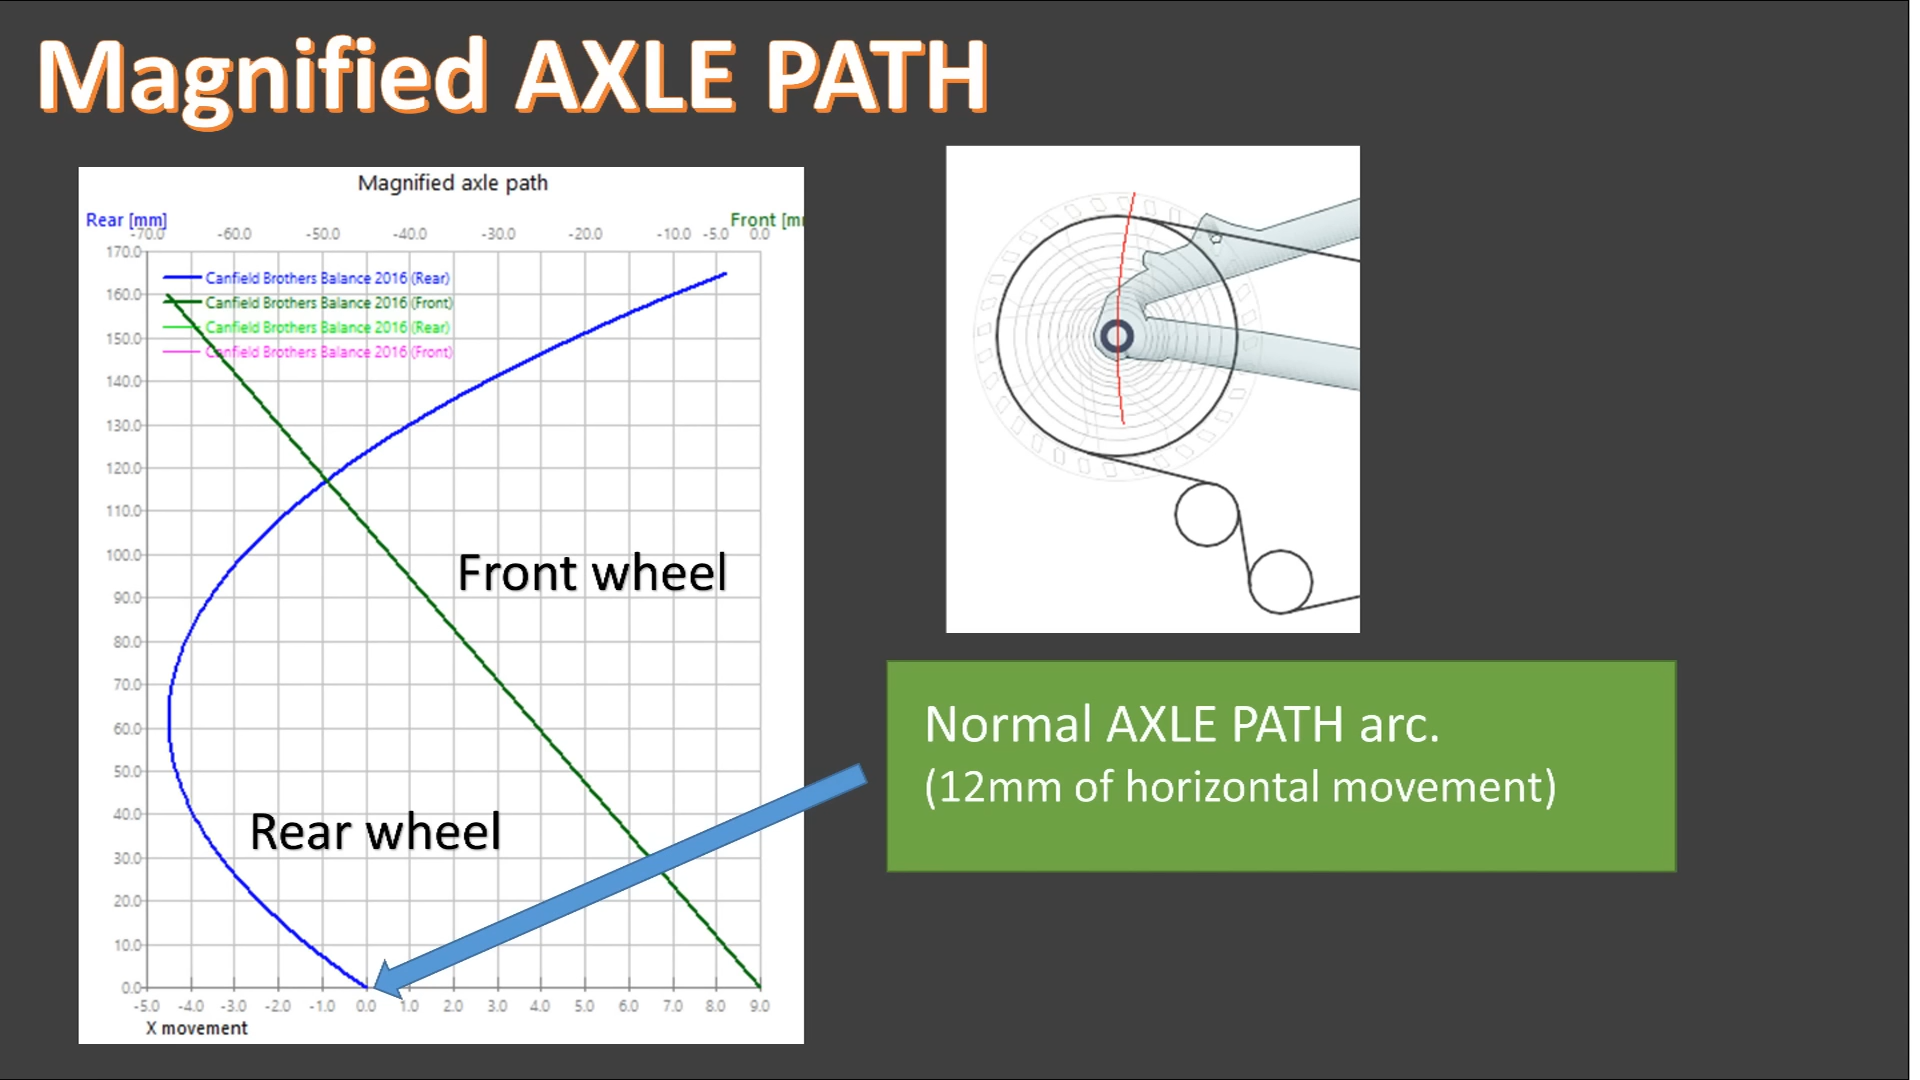 Magnified AXLE PATH
Magnified axle path
Rear [mm]
Front [m
-70.0 -60.0 -50.0 -40.0 -30.0 -20.0 -10.0 -5.0 0.0
170.0
160.0
150.0
140.0
130.0
120.0
110.0
100.0
90.0
80.0
70.0
60.0
50.0
40.0
30.0
20.0
10.0
0.0
Canfield Brothers Balance 2016 (Rear)
Canfield Brothers Balance 2016 (Front)
Canfield Brothers Balance 2016 (Rear)
Canfield Brothers Balance 2016 (Front)
Front wheel
Rear wheel
-5.0 -4.0 -3.0 -2.0 -1.0 0.0 1.0 2.0 3.0 4.0 5.0 6.0 7.0 8.0 9.0
X movement
Normal AXLE PATH arc.
(12mm of horizontal movement)